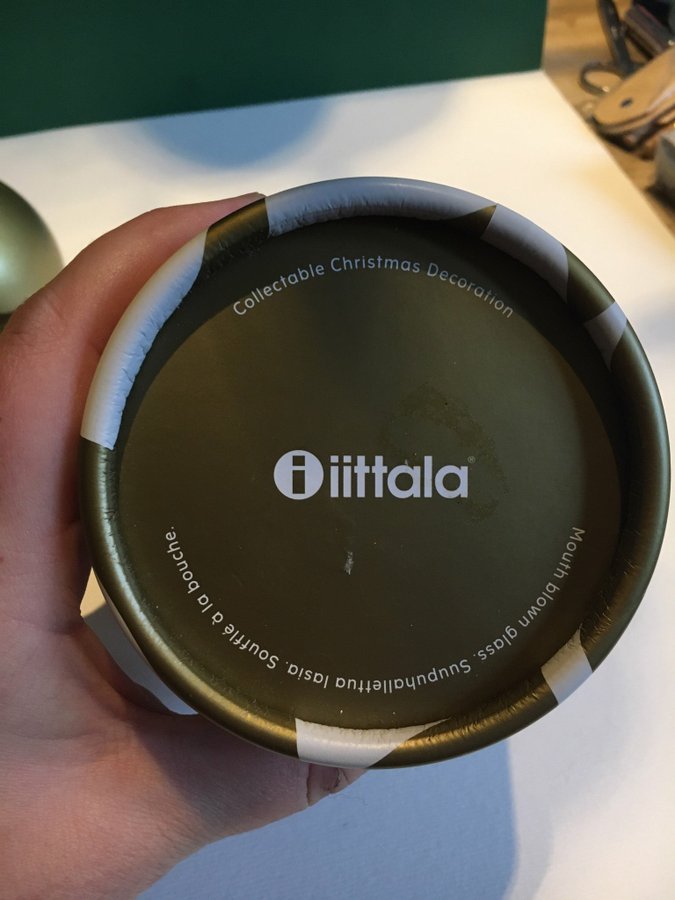 Collectable Christmas Decoration
i iittala®
Mouth blown glass. Suupuhallettua lasia. Soufflé à la bouche.